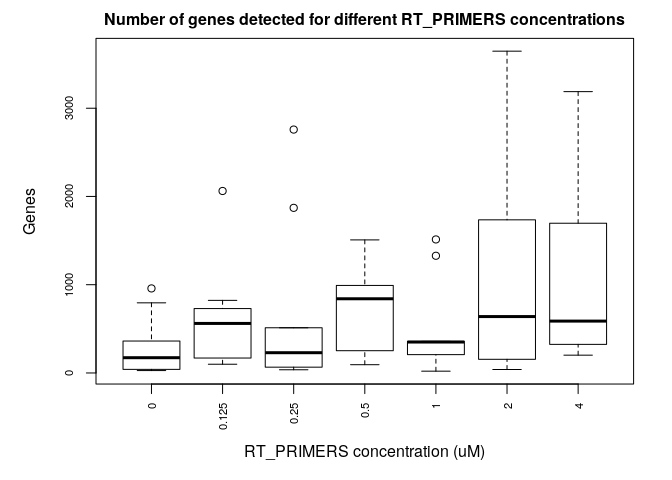 Number of genes detected for different RT_PRIMERS concentrations
Genes
3000
2000
1000
0
0 0.125 0.25 0.5 1 2 4
RT_PRIMERS concentration (uM)